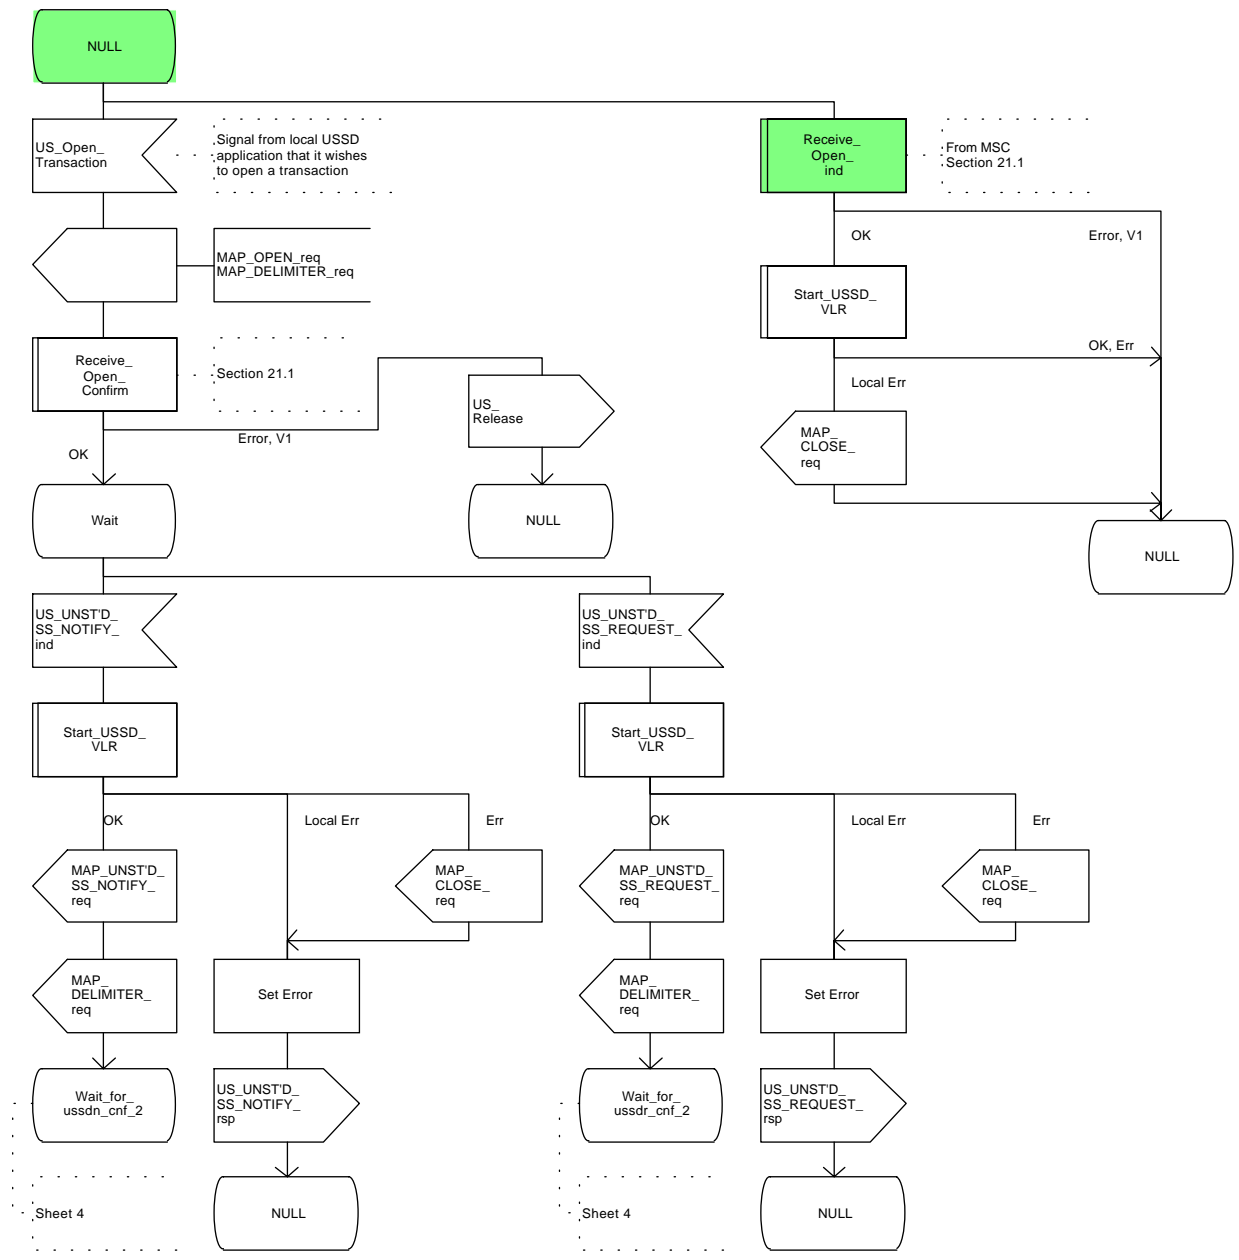 NULL
US_Open_
Transaction
Signal from local USSD
application that it wishes
to open a transaction
Receive_
Open_
ind
From MSC
Section 21.1
OK
Error, V1
MAP_OPEN_req
MAP_DELIMITER_req
Start_USSD_
VLR
OK, Err
Local Err
Receive_
Open_
Confirm
Section 21.1
US_
Release
MAP_
CLOSE_
req
Error, V1
OK
Wait
NULL
NULL
US_UNST'D_
SS_NOTIFY_
ind
US_UNST'D_
SS_REQUEST_
ind
Start_USSD_
VLR
Start_USSD_
VLR
OK
Local Err
Err
OK
Local Err
Err
MAP_UNST'D_
SS_NOTIFY_
req
MAP_
CLOSE_
req
MAP_UNST'D_
SS_REQUEST_
req
MAP_
CLOSE_
req
MAP_
DELIMITER_
req
Set Error
MAP_
DELIMITER_
req
Set Error
Wait_for_
ussdn_cnf_2
US_UNST'D_
SS_NOTIFY_
rsp
Wait_for_
ussdr_cnf_2
US_UNST'D_
SS_REQUEST_
rsp
Sheet 4
NULL
Sheet 4
NULL